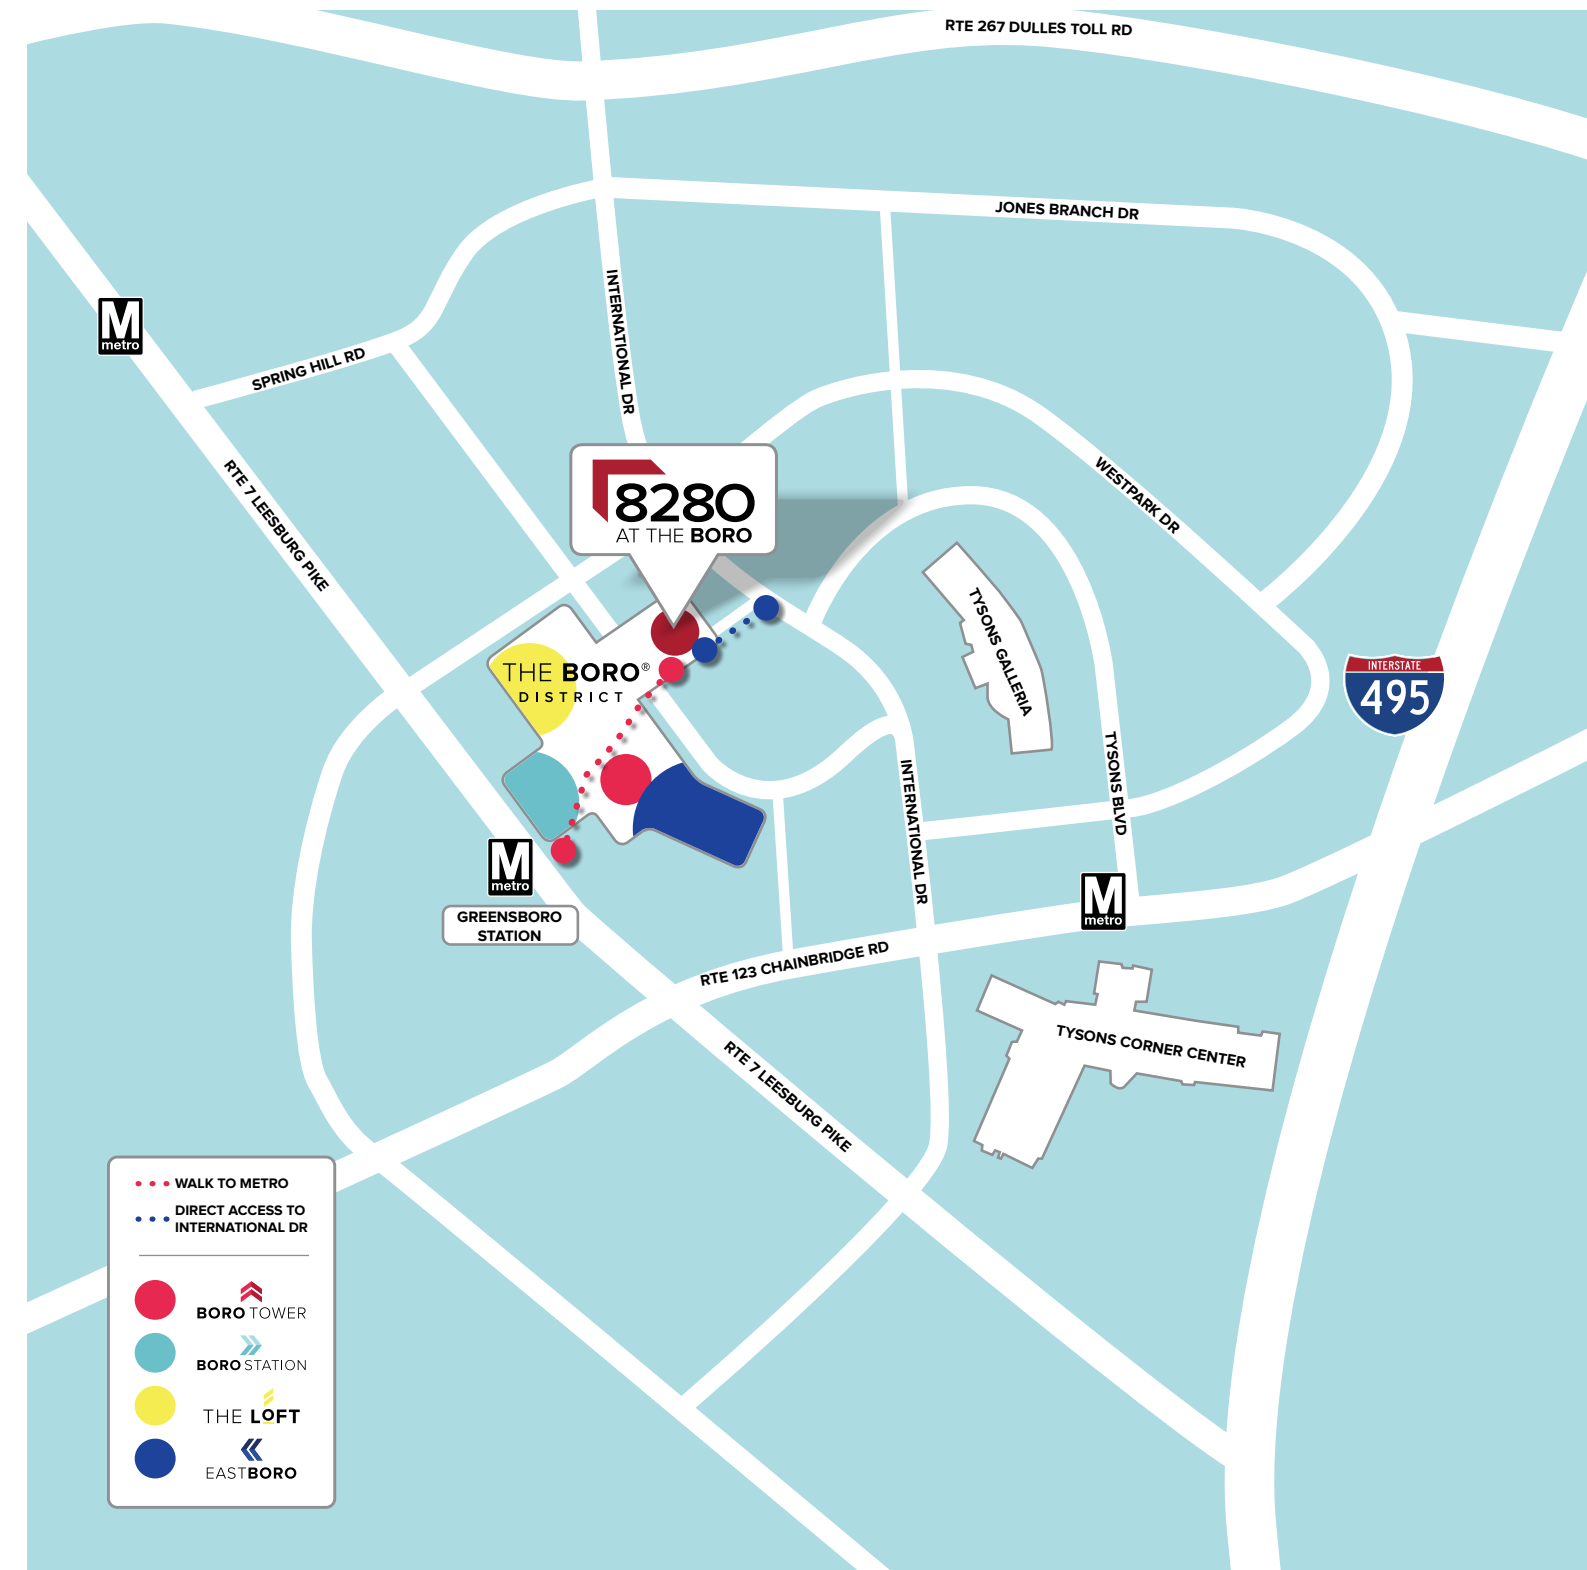 RTE 267 DULLES TOLL RD
JONES BRANCH DR
INTERNATIONAL DR
M
metro
SPRING HILL RD
RTE 7 LEESBURG PIKE
WESTPARK DR
8280
AT THE BORO
TYSONS GALLERIA
THE BORO®
DISTRICT
INTERSTATE
495
TYSONS BLVD
INTERNATIONAL DR
M
metro
GREENSBORO
STATION
M
metro
RTE 123 CHAINBRIDGE RD
TYSONS CORNER CENTER
RTE 7 LEESBURG PIKE
WALK TO METRO
DIRECT ACCESS TO
INTERNATIONAL DR
BORO TOWER
BORO STATION
THE LOFT
EASTBORO